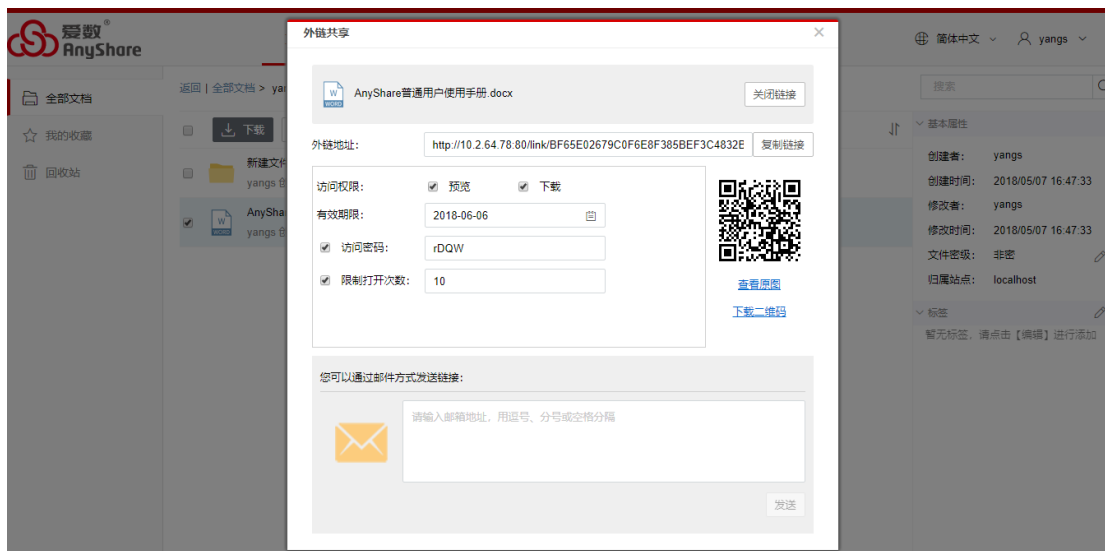 爱数®
AnyShare
简体中文
yangs
外链共享
全部文档
我的收藏
回收站
返回 | 全部文档 >
搜索
下载
新建文件
yangs
AnySha
yangs
W
WORD
AnyShare普通用户使用手册.docx
关闭链接
外链地址：
http://10.2.64.78:80/link/BF65E02679C0F6E8F385BEF3C4832E
复制链接
访问权限：
预览
下载
有效期限：
2018-06-06
访问密码：
rDQW
限制打开次数：
10
查看原图
下载二维码
您可以通过邮件方式发送链接：
请输入邮箱地址，用逗号、分号或空格分隔
发送
基本属性
创建者： yangs
创建时间： 2018/05/07 16:47:33
修改者： yangs
修改时间： 2018/05/07 16:47:33
文件密级： 非密
归属站点： localhost
标签
暂无标签，请点击【编辑】进行添加